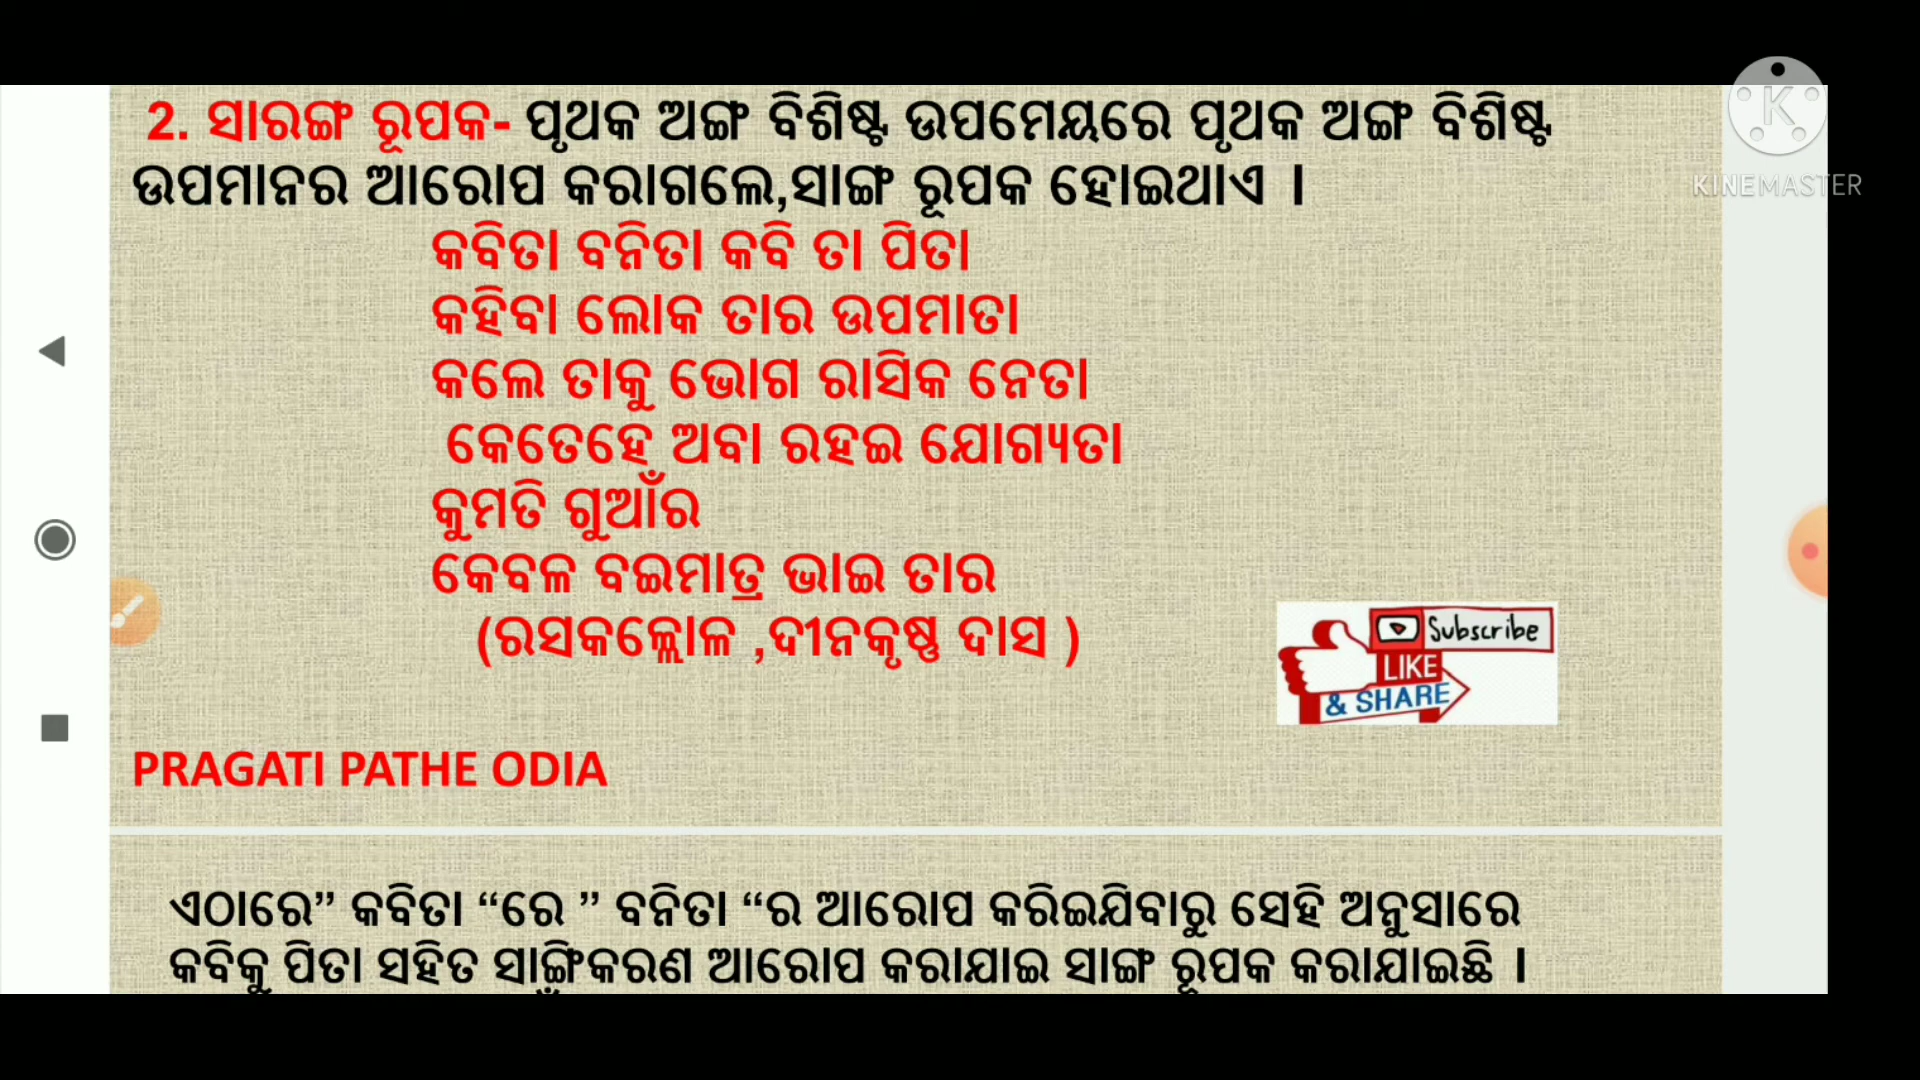 2. ସାରଙ୍ଗ ରୂପକ- ପୃଥକ ଅଙ୍ଗ ବିଶିଷ୍ଟ ଉପମେୟରେ ପୃଥକ ଅଙ୍ଗ ବିଶିଷ୍ଟ
ଉପମାନର ଆରୋପ କରାଗଲେ,ସାଙ୍ଗ ରୂପକ ହୋଇଥାଏ ।
କବିତା ବନିତା କବି ତା ପିତା
କହିବା ଲୋକ ତାର ଉପମାତା
କଲେ ତାକୁ ଭୋଗ ରାସିକ ନେତା
କେତେହେଁ ଅବା ରହଇ ଯୋଗ୍ୟତା
କୁମତି ଗୁଆଁର
କେବଳ ବଇମାତ୍ର ଭାଇ ତାର
(ରସକଲ୍ଲୋଳ ,ଦୀନକୃଷ୍ଣ ଦାସ )
PRAGATI PATHE ODIA
ଏଠାରେ” କବିତା “ରେ ” ବନିତା “ର ଆରୋପ କରିଇଯିବାରୁ ସେହି ଅନୁସାରେ
କବିକୁ ପିତା ସହିତ ସାଙ୍ଗିକରଣ ଆରୋପ କରାଯାଇ ସାଙ୍ଗ ରୂପକ କରାଯାଇଛି ।
Subscribe
LIKE
& SHARE
K
KINEMASTER